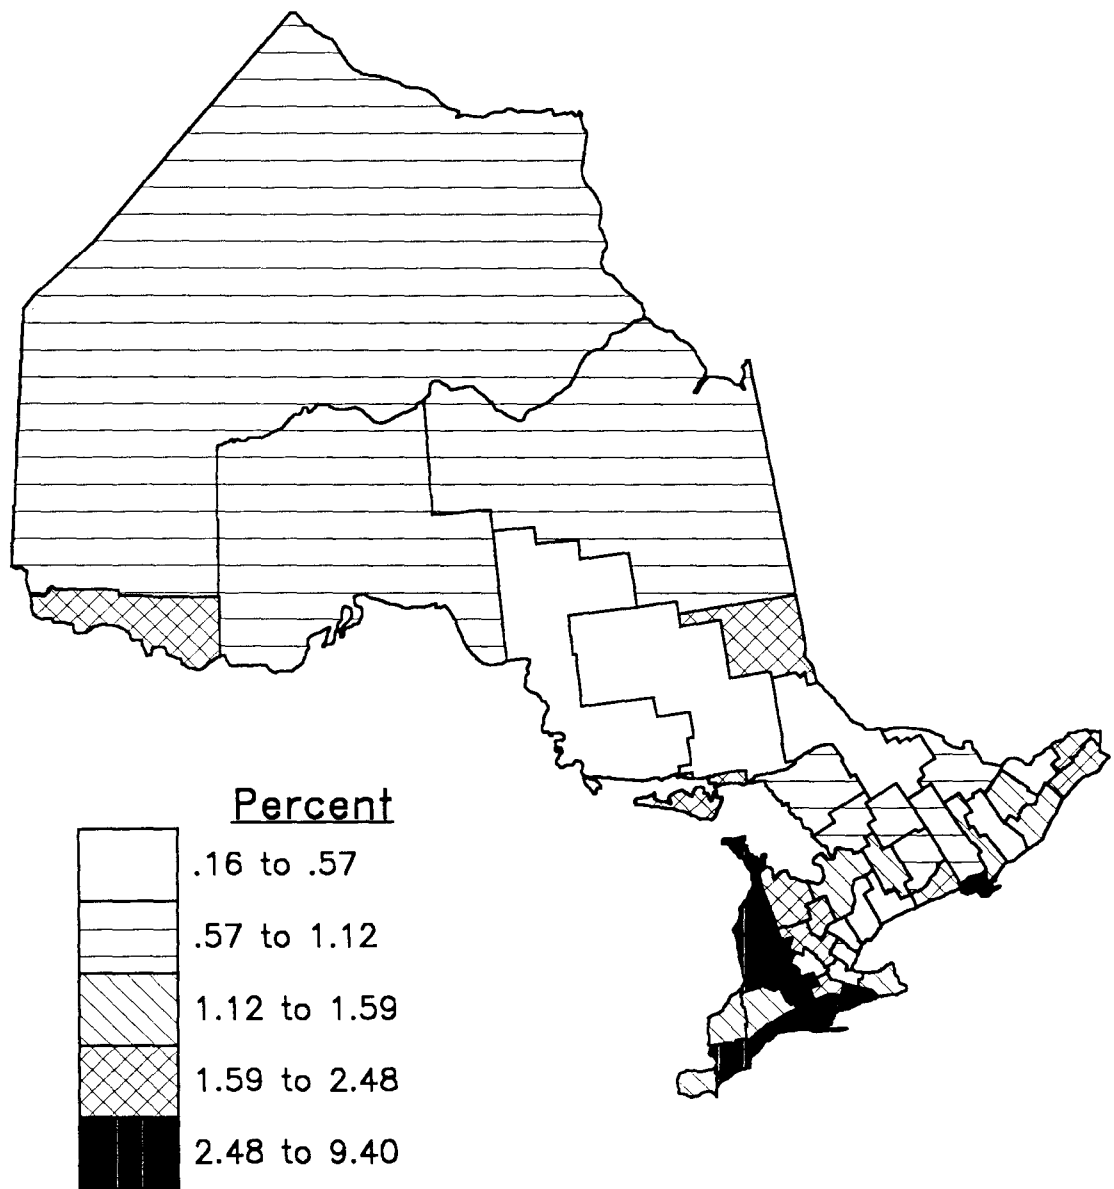 Percent
.16 to .57
.57 to 1.12
1.12 to 1.59
1.59 to 2.48
2.48 to 9.40